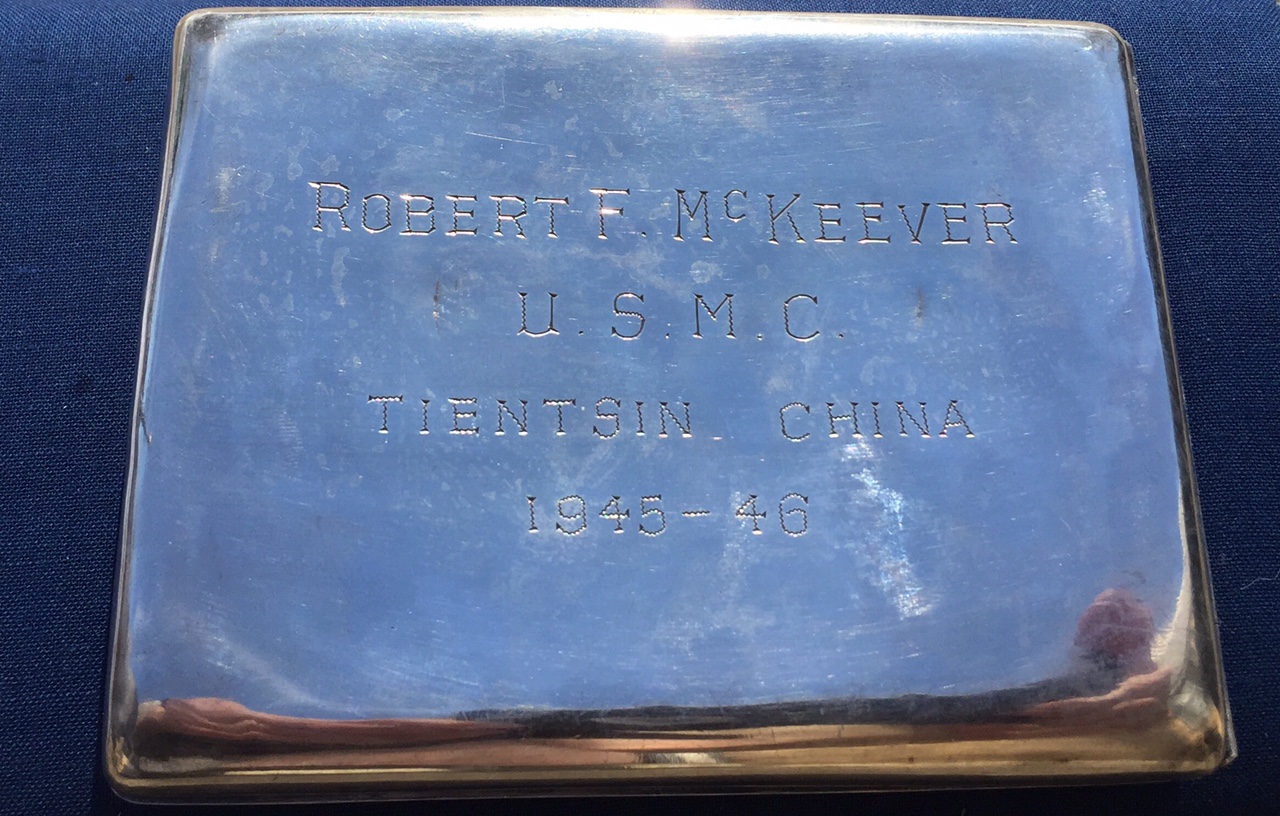 ROBERT F. McKEEVER
U.S.M.C.
TIENTSIN CHINA
1945-46